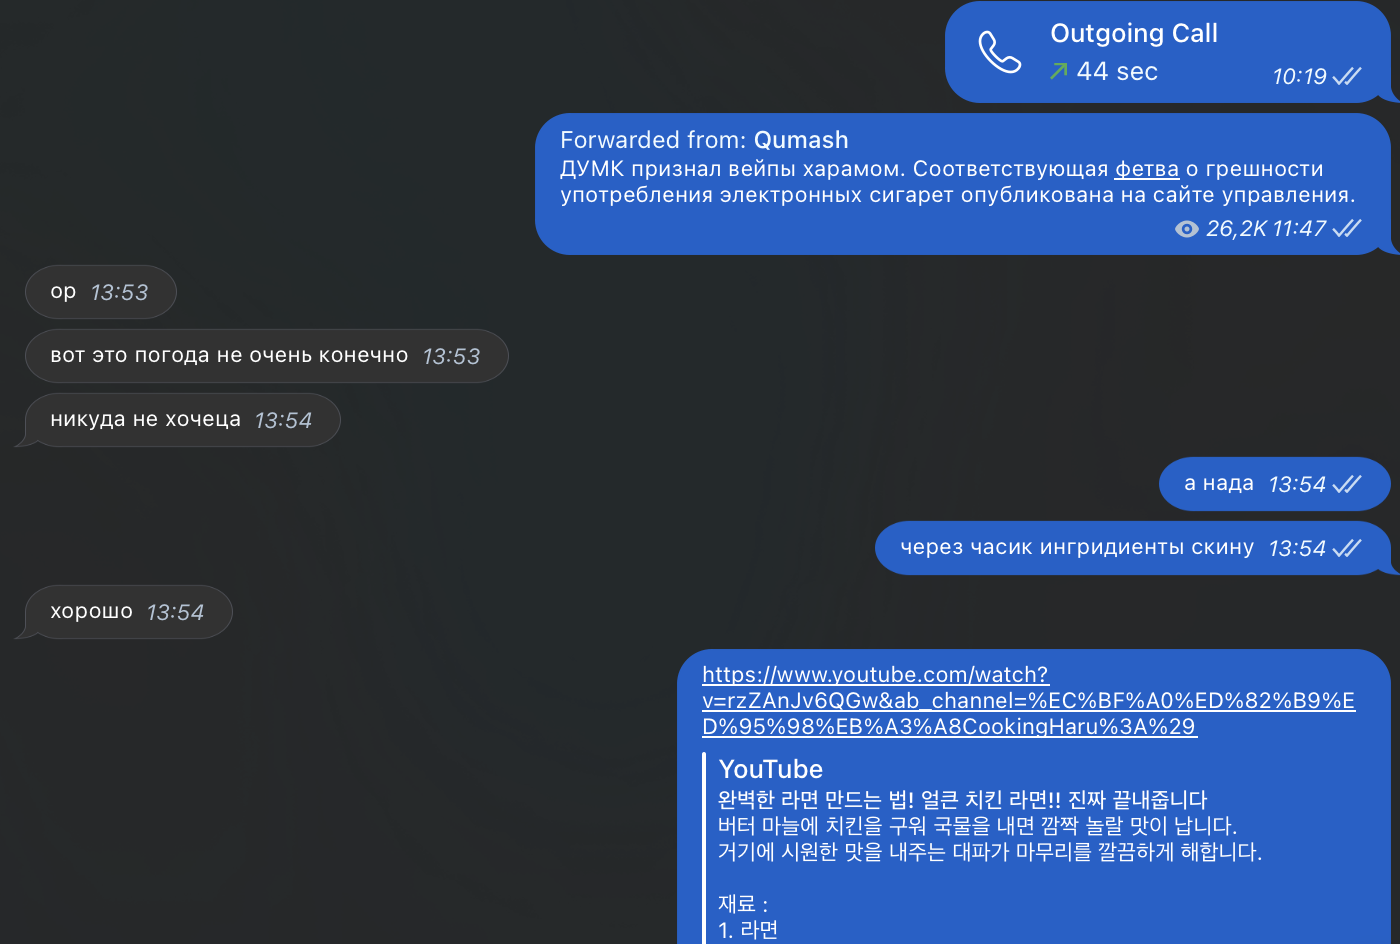 Outgoing Call
44 sec
10:19
Forwarded from: Qumash
ДУМК признал вейпы харамом. Соответствующая фетва о грешности
употребления электронных сигарет опубликована на сайте управления.
26,2K 11:47
ор 13:53
вот это погода не очень конечно 13:53
никуда не хочеца 13:54
а нада 13:54
через часик ингридиенты скину 13:54
хорошо 13:54
https://www.youtube.com/watch?
v=rzZAnJv6QGw&ab_channel=%EC%BF%A0%ED%82%B9%E
D%95%98%EB%A3%A8CookingHaru%3A%29
YouTube
완벽한 라면 만드는 법! 얼큰 치킨 라면!! 진짜 끝내줍니다
버터 마늘에 치킨을 구워 국물을 내면 깜짝 놀랄 맛이 납니다.
거기에 시원한 맛을 내주는 대파가 마무리를 깔끔하게 해합니다.
재료 :
1. 라면